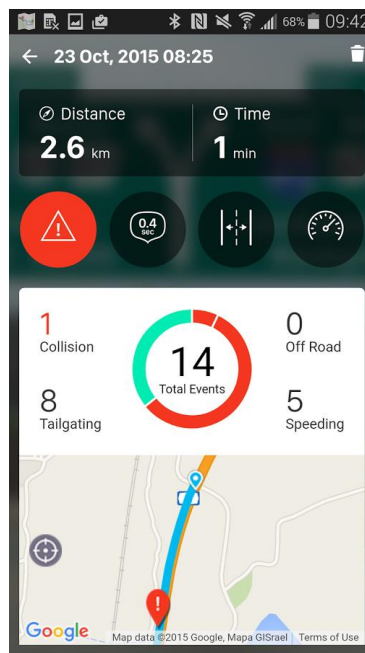 68% 09:42
23 Oct, 2015 08:25
Distance Time
2.6 km 1 min
0.4
sec
1 0
Collision Off Road
14
Total Events
8 5
Tailgating Speeding
Google Map data ©2015 Google, Mapa GISrael Terms of Use